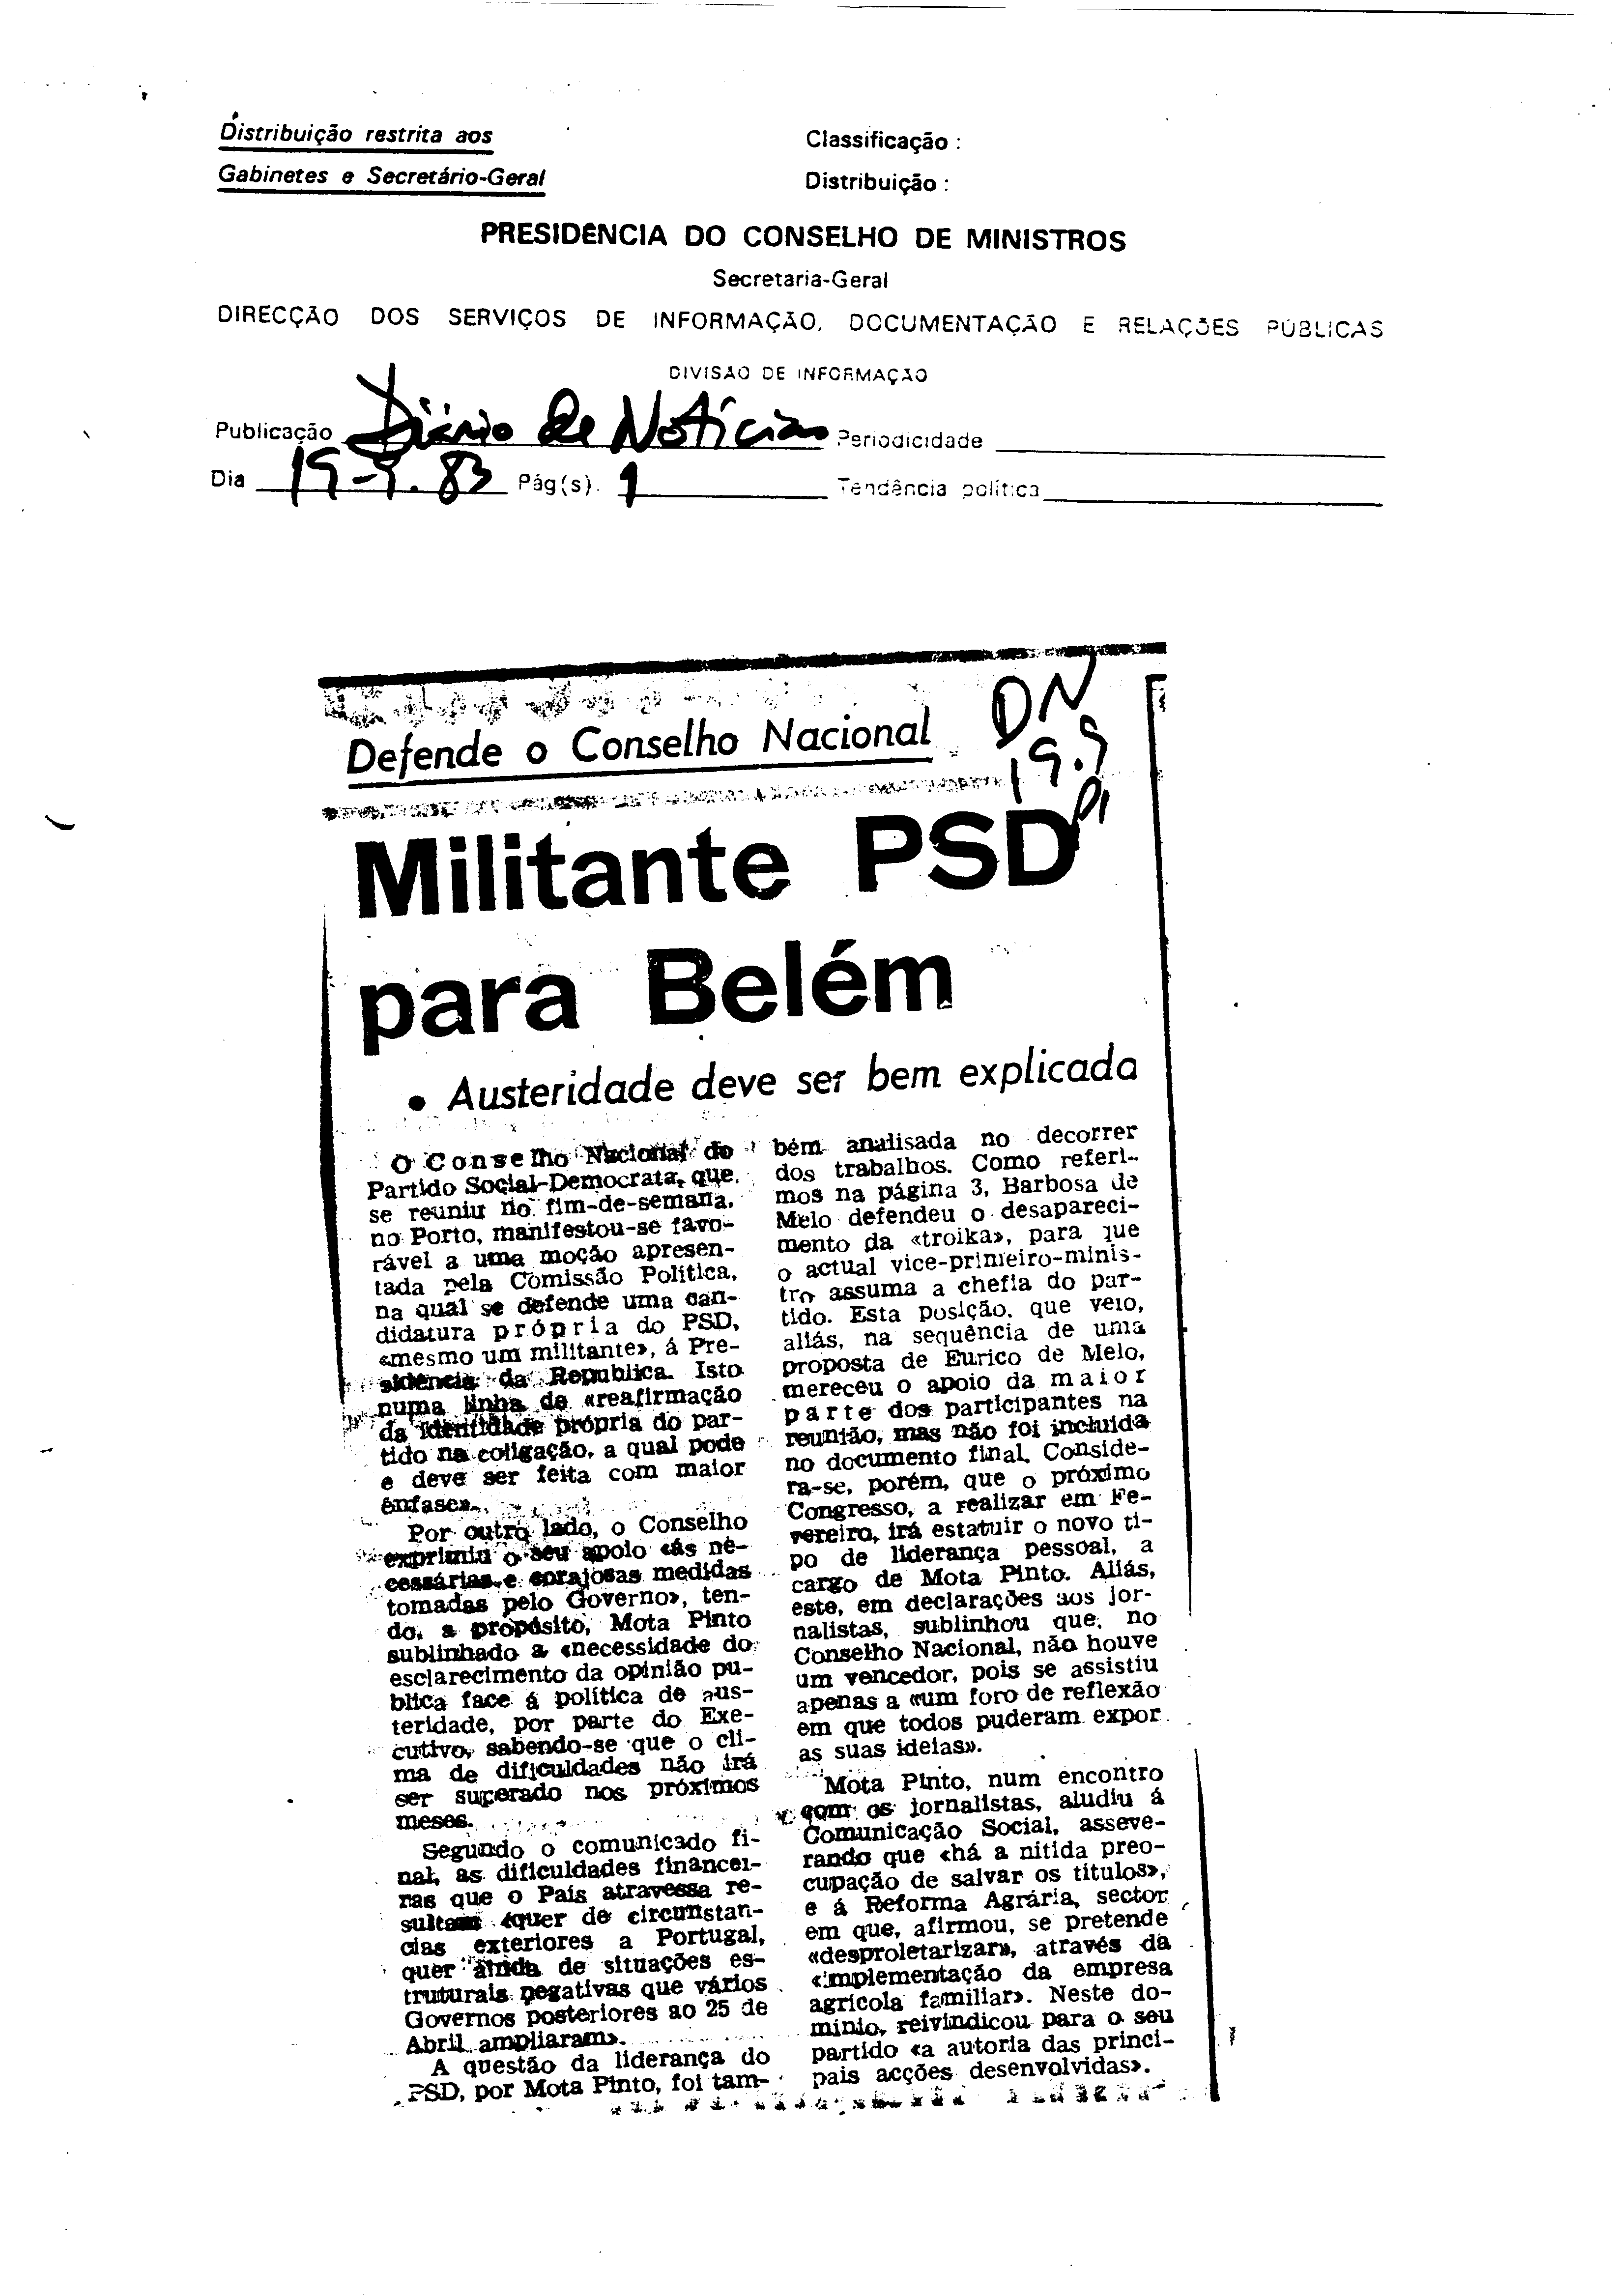 Distribuição restrita aos
Gabinetes e Secretário-Geral
Classificação :
Distribuição :
PRESIDÊNCIA DO CONSELHO DE MINISTROS
Secretaria-Geral
DIRECÇÃO DOS SERVIÇOS DE INFORMAÇÃO, DOCUMENTAÇÃO E RELAÇÕES PÚBLICAS
DIVISÃO DE INFORMAÇÃO
Publicação Diário de Notícias Periodicidade
Dia 19-9.83 Pág(s). 1 Tendência política
DN
19.9
P1
Defende o Conselho Nacional
Militante PSD
para Belém
• Austeridade deve ser bem explicada
O Conselho Nacional do
Partido Social-Democrata, que
se reuniu no fim-de-semana,
no Porto, manifestou-se favo-
rável a uma moção apresen-
tada pela Comissão Política,
na qual se defende uma can-
didatura própria do PSD,
«mesmo um militante», á Pre-
sidência da Republica. Isto
numa linha de «reafirmação
da identidade própria do par-
tido na coligação, a qual pode
e deve ser feita com maior
ênfase».
Por outro lado, o Conselho
exprimiu o seu apoio «ás ne-
cessárias e corajosas medidas
tomadas pelo Governo», ten-
do, a propósito, Mota Pinto
sublinhado a «necessidade do
esclarecimento da opinião pu-
blica face á política de aus-
teridade, por parte do Exe-
cutivo, sabendo-se que o cli-
ma de dificuldades não irá
ser superado nos próximos
meses.
Segundo o comunicado fi-
nal, as dificuldades financei-
ras que o País atravessa re-
sultam «quer de circunstan-
cias exteriores a Portugal,
quer ainda de situações es-
truturais negativas que vários
Governos posteriores ao 25 de
Abril ampliaram».
A questão da liderança do
PSD, por Mota Pinto, foi tam-
bém analisada no decorrer
dos trabalhos. Como referi-
mos na página 3, Barbosa de
Melo defendeu o desapareci-
mento da «troika», para que
o actual vice-primeiro-minis-
tro assuma a chefia do par-
tido. Esta posição, que veio,
aliás, na sequência de uma
proposta de Eurico de Melo,
mereceu o apoio da maior
parte dos participantes na
reunião, mas não foi incluida
no documento final. Conside-
ra-se, porém, que o próximo
Congresso, a realizar em Fe-
vereiro, irá estatuir o novo ti-
po de liderança pessoal, a
cargo de Mota Pinto. Aliás,
este, em declarações aos jor-
nalistas, sublinhou que, no
Conselho Nacional, não houve
um vencedor, pois se assistiu
apenas a «um foro de reflexão
em que todos puderam expor
as suas ideias».
Mota Pinto, num encontro
com os jornalistas, aludiu á
Comunicação Social, asseve-
rando que «há a nitida preo-
cupação de salvar os titulos»,
e á Reforma Agrária, sector
em que, afirmou, se pretende
«desproletarizar», através da
«implementação da empresa
agrícola familiar». Neste do-
minio, reivindicou para o seu
partido «a autoria das princi-
pais acções desenvolvidas».